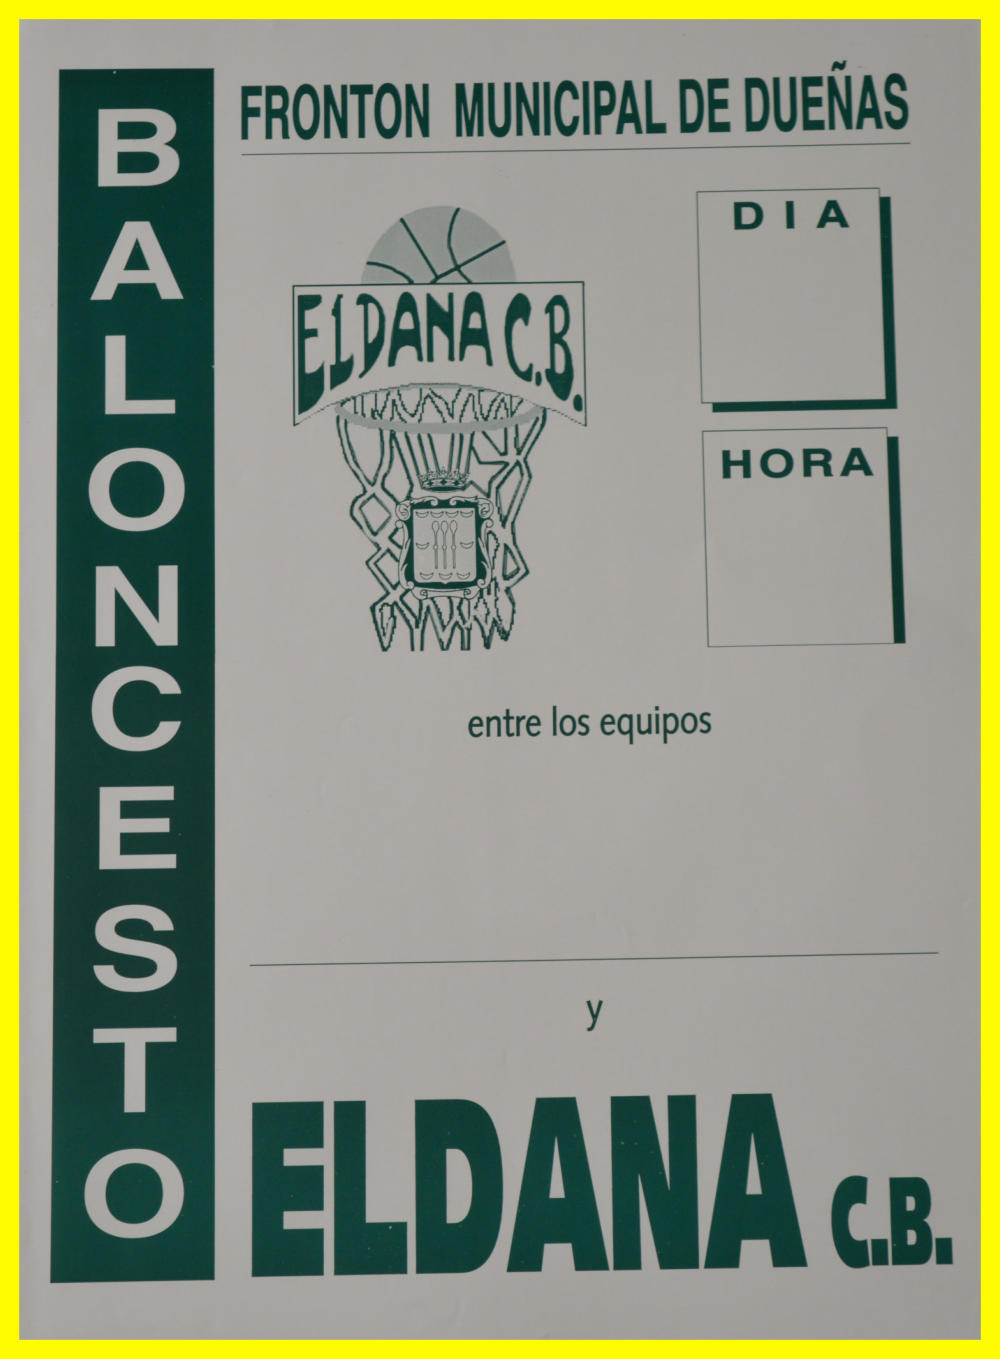 BALONCESTO
FRONTON MUNICIPAL DE DUEÑAS
ELDANA C.B.
DIA
HORA
entre los equipos
y
ELDANA C.B.